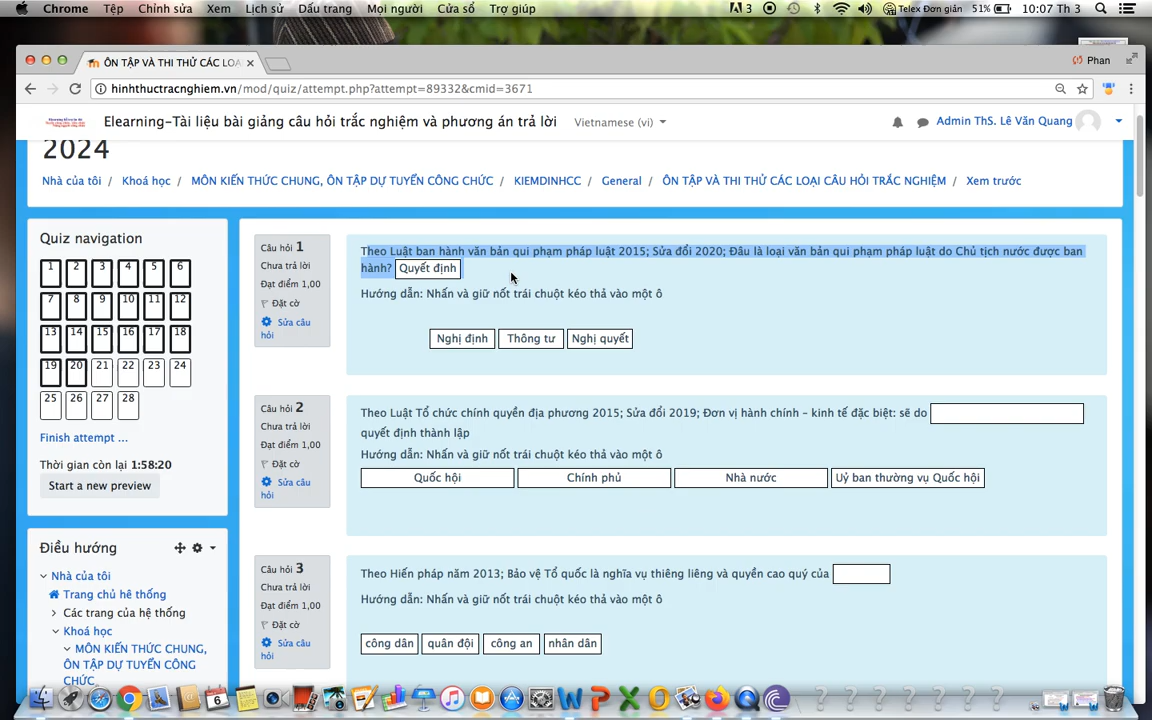 Chrome Tệp Chỉnh sửa Xem Lịch sử Dấu trang Mọi người Cửa sổ Trợ giúp 3 Telex Đơn giản 51% 10:07 Th 3
ÔN TẬP VÀ THI THỬ CÁC LOẠ Phan
hinhthuctracnghiem.vn/mod/quiz/attempt.php?attempt=89332&cmid=3671
Elearning-Tài liệu bài giảng câu hỏi trắc nghiệm và phương án trả lời Vietnamese (vi) Admin ThS. Lê Văn Quang
2024
Nhà của tôi / Khoá học / MÔN KIẾN THỨC CHUNG, ÔN TẬP DỰ TUYỂN CÔNG CHỨC / KIEMDINHCC / General / ÔN TẬP VÀ THI THỬ CÁC LOẠI CÂU HỎI TRẮC NGHIỆM / Xem trước
Quiz navigation
1 2 3 4 5 6
7 8 9 10 11 12
13 14 15 16 17 18
19 20 21 22 23 24
25 26 27 28
Finish attempt ...
Thời gian còn lại 1:58:20
Start a new preview
Điều hướng
Nhà của tôi
Trang chủ hệ thống
Các trang của hệ thống
Khoá học
MÔN KIẾN THỨC CHUNG,
ÔN TẬP DỰ TUYỂN CÔNG
CHỨC
Câu hỏi 1
Chưa trả lời
Đạt điểm 1,00
Đặt cờ
Sửa câu
hỏi
Theo Luật ban hành văn bản qui phạm pháp luật 2015; Sửa đổi 2020; Đâu là loại văn bản qui phạm pháp luật do Chủ tịch nước được ban
hành? Quyết định
Hướng dẫn: Nhấn và giữ nốt trái chuột kéo thả vào một ô
Nghị định Thông tư Nghị quyết
Câu hỏi 2
Chưa trả lời
Đạt điểm 1,00
Đặt cờ
Sửa câu
hỏi
Theo Luật Tổ chức chính quyền địa phương 2015; Sửa đổi 2019; Đơn vị hành chính – kinh tế đặc biệt: sẽ do
quyết định thành lập
Hướng dẫn: Nhấn và giữ nốt trái chuột kéo thả vào một ô
Quốc hội Chính phủ Nhà nước Uỷ ban thường vụ Quốc hội
Câu hỏi 3
Chưa trả lời
Đạt điểm 1,00
Đặt cờ
Sửa câu
hỏi
Theo Hiến pháp năm 2013; Bảo vệ Tổ quốc là nghĩa vụ thiêng liêng và quyền cao quý của
Hướng dẫn: Nhấn và giữ nốt trái chuột kéo thả vào một ô
công dân quân đội công an nhân dân